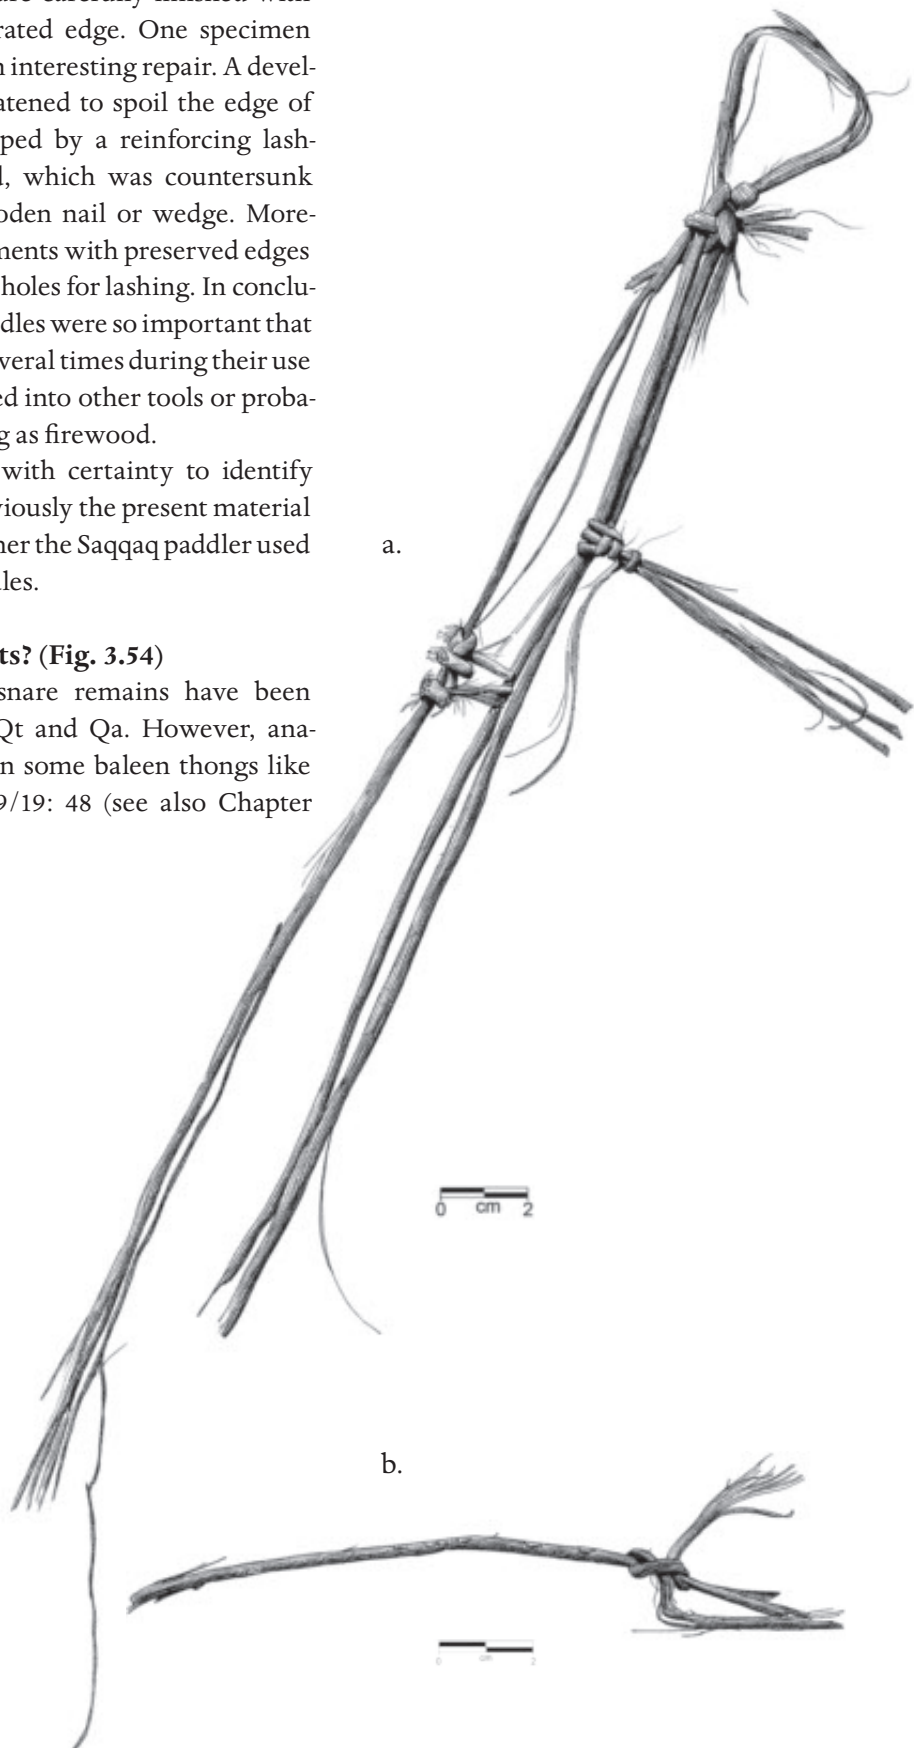 are carefully finished with
rated edge. One specimen
n interesting repair. A devel-
atened to spoil the edge of
ped by a reinforcing lash-
d, which was countersunk
oden nail or wedge. More-
ments with preserved edges
holes for lashing. In conclu-
dles were so important that
veral times during their use
ed into other tools or proba-
g as firewood.
with certainty to identify
viously the present material
her the Saqqaq paddler used
les.
ts? (Fig. 3.54)
snare remains have been
Qt and Qa. However, ana-
n some baleen thongs like
9/19: 48 (see also Chapter
a.
0 cm 2
b.
0 cm 2